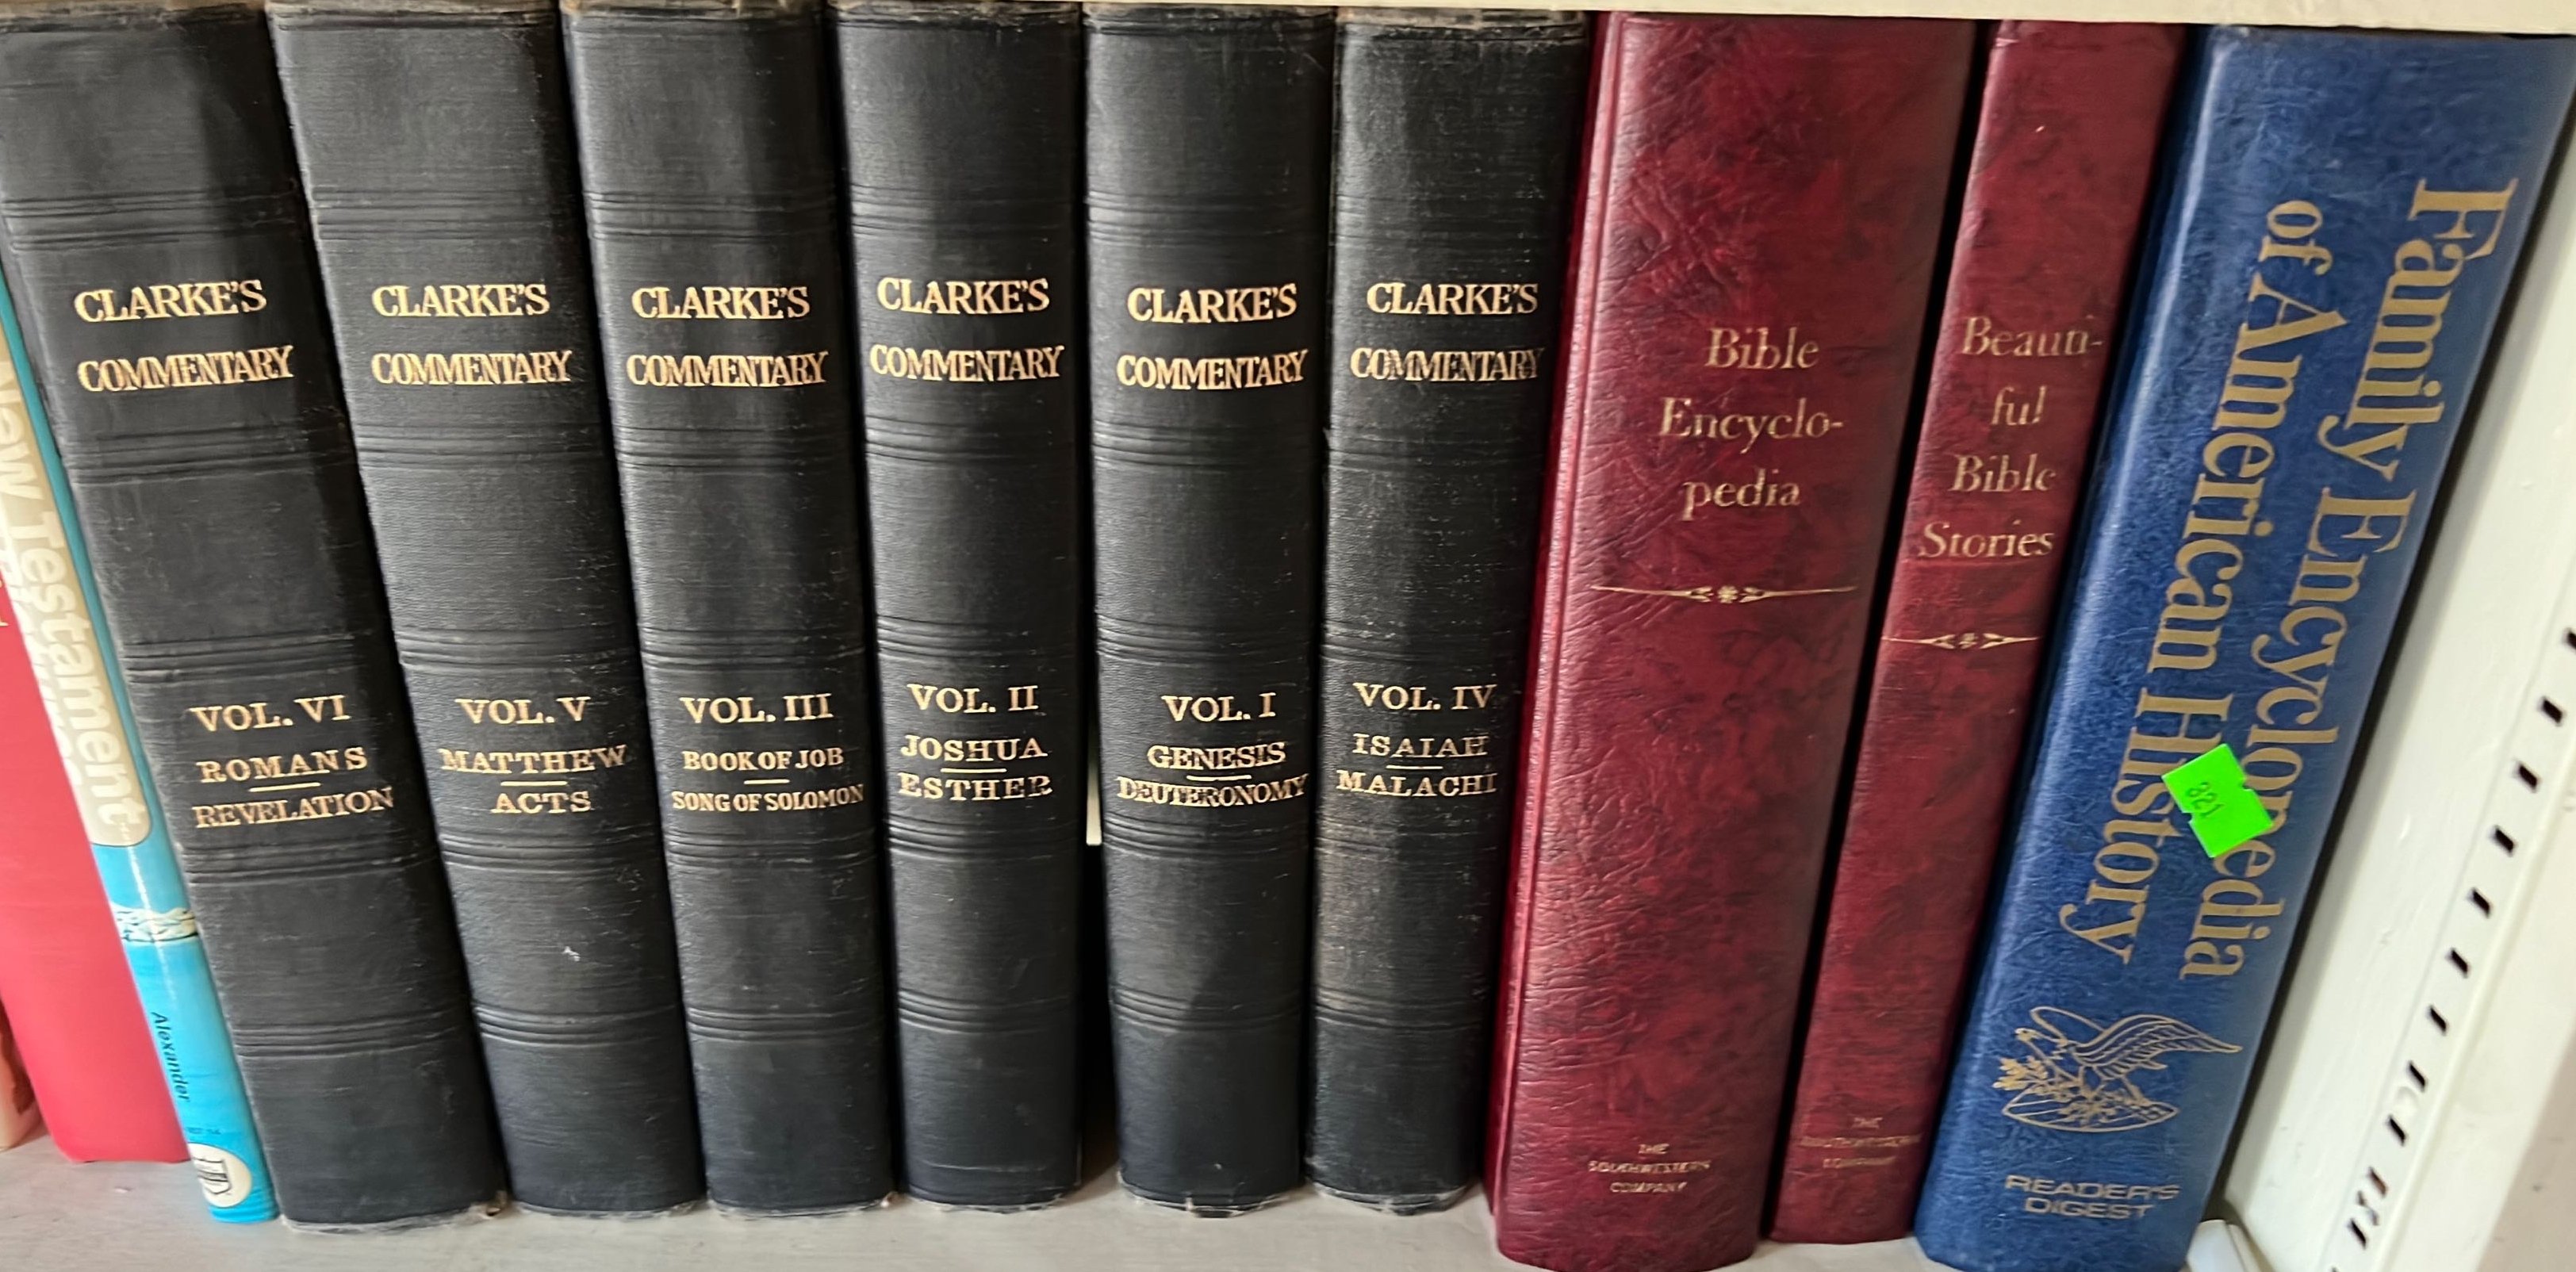 New Testament
Alexander
CLARKE'S
COMMENTARY
VOL. VI
ROMANS
REVELATION
CLARKE'S
COMMENTARY
VOL. V
MATTHEW
ACTS
CLARKE'S
COMMENTARY
VOL. III
BOOK OF JOB
SONG OF SOLOMON
CLARKE'S
COMMENTARY
VOL. II
JOSHUA
ESTHER
CLARKE'S
COMMENTARY
VOL. I
GENESIS
DEUTERONOMY
CLARKE'S
COMMENTARY
VOL. IV
ISAIAH
MALACHI
Bible
Encyclo-
pedia
THE
SOUTHWESTERN
COMPANY
Beauti-
ful
Bible
Stories
THE
SOUTHWESTERN
COMPANY
Family Encyclopedia
of American History
READER'S
DIGEST